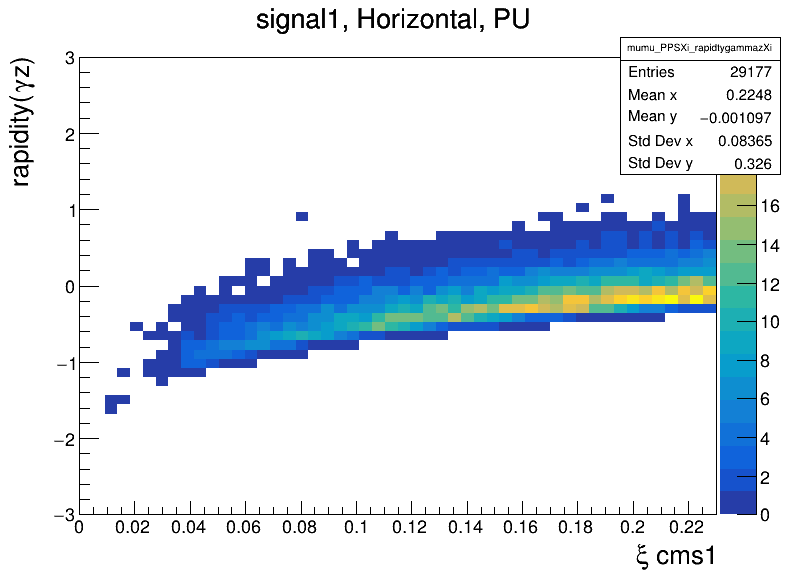 signal1, Horizontal, PU
mumu_PPSXi_rapidtygammazXi
Entries 29177
Mean x 0.2248
Mean y −0.001097
Std Dev x 0.08365
Std Dev y 0.326
rapidity(γz)
3
2
1
0
−1
−2
−3
16
14
12
10
8
6
4
2
0
0 0.02 0.04 0.06 0.08 0.1 0.12 0.14 0.16 0.18 0.2 0.22
ξ cms1